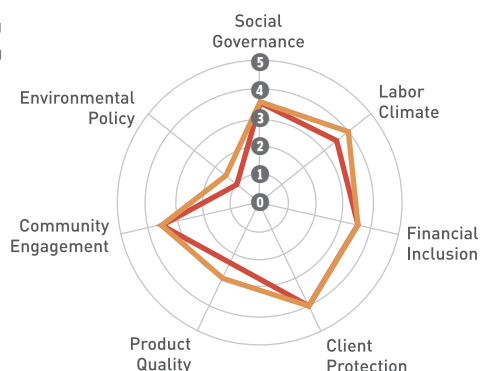 Social
Governance
5
4
3
2
1
0
Labor
Climate
Financial
Inclusion
Client
Protection
Product
Quality
Community
Engagement
Environmental
Policy